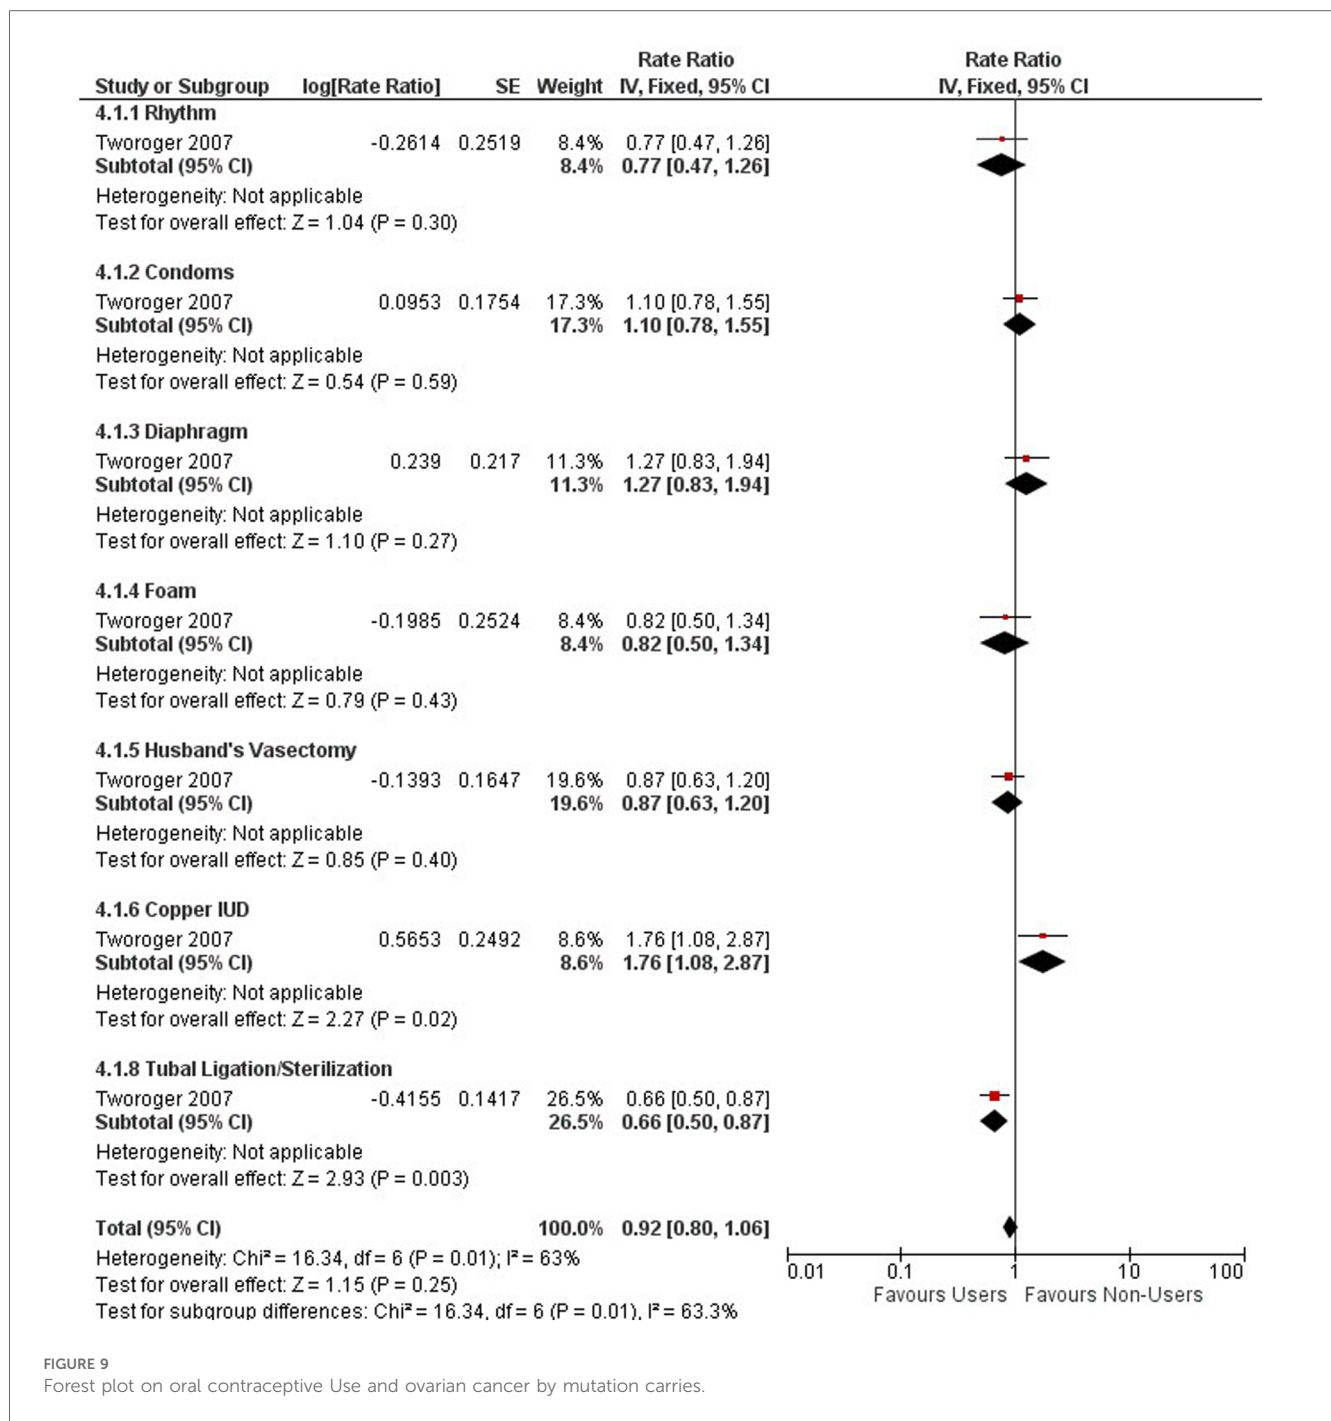 Rate Ratio Rate Ratio
Study or Subgroup log[Rate Ratio] SE Weight IV, Fixed, 95% CI IV, Fixed, 95% CI
4.1.1 Rhythm
Tworoger 2007 -0.2614 0.2519 8.4% 0.77 [0.47, 1.26]
Subtotal (95% CI) 8.4% 0.77 [0.47, 1.26]
Heterogeneity: Not applicable
Test for overall effect: Z = 1.04 (P = 0.30)
4.1.2 Condoms
Tworoger 2007 0.0953 0.1754 17.3% 1.10 [0.78, 1.55]
Subtotal (95% CI) 17.3% 1.10 [0.78, 1.55]
Heterogeneity: Not applicable
Test for overall effect: Z = 0.54 (P = 0.59)
4.1.3 Diaphragm
Tworoger 2007 0.239 0.217 11.3% 1.27 [0.83, 1.94]
Subtotal (95% CI) 11.3% 1.27 [0.83, 1.94]
Heterogeneity: Not applicable
Test for overall effect: Z = 1.10 (P = 0.27)
4.1.4 Foam
Tworoger 2007 -0.1985 0.2524 8.4% 0.82 [0.50, 1.34]
Subtotal (95% CI) 8.4% 0.82 [0.50, 1.34]
Heterogeneity: Not applicable
Test for overall effect: Z = 0.79 (P = 0.43)
4.1.5 Husband's Vasectomy
Tworoger 2007 -0.1393 0.1647 19.6% 0.87 [0.63, 1.20]
Subtotal (95% CI) 19.6% 0.87 [0.63, 1.20]
Heterogeneity: Not applicable
Test for overall effect: Z = 0.85 (P = 0.40)
4.1.6 Copper IUD
Tworoger 2007 0.5653 0.2492 8.6% 1.76 [1.08, 2.87]
Subtotal (95% CI) 8.6% 1.76 [1.08, 2.87]
Heterogeneity: Not applicable
Test for overall effect: Z = 2.27 (P = 0.02)
4.1.8 Tubal Ligation/Sterilization
Tworoger 2007 -0.4155 0.1417 26.5% 0.66 [0.50, 0.87]
Subtotal (95% CI) 26.5% 0.66 [0.50, 0.87]
Heterogeneity: Not applicable
Test for overall effect: Z = 2.93 (P = 0.003)
Total (95% CI) 100.0% 0.92 [0.80, 1.06]
Heterogeneity: Chi² = 16.34, df = 6 (P = 0.01); I² = 63%
Test for overall effect: Z = 1.15 (P = 0.25)
Test for subgroup differences: Chi² = 16.34, df = 6 (P = 0.01), I² = 63.3%
0.01 0.1 1 10 100
Favours Users Favours Non-Users
FIGURE 9
Forest plot on oral contraceptive Use and ovarian cancer by mutation carries.